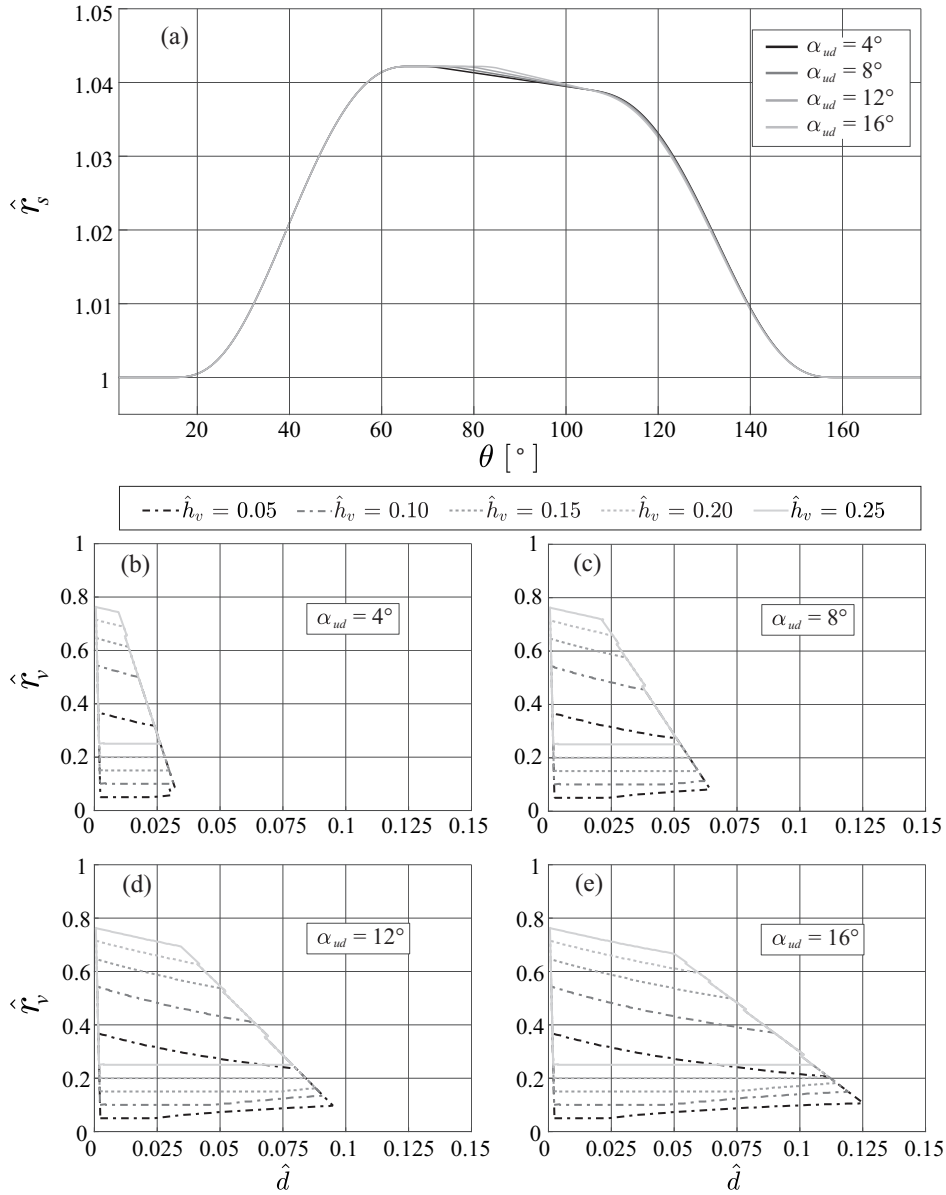 1.05
(a)
α_ud = 4°
α_ud = 8°
α_ud = 12°
α_ud = 16°
1.04
1.03
r̂_s
1.02
1.01
1
20 40 60 80 100 120 140 160
θ [°]
ĥ_v = 0.05 ĥ_v = 0.10 ĥ_v = 0.15 ĥ_v = 0.20 ĥ_v = 0.25
(b)
α_ud = 4°
r̂_v
1
0.8
0.6
0.4
0.2
0
0 0.025 0.05 0.075 0.1 0.125 0.15
(c)
α_ud = 8°
1
0.8
0.6
0.4
0.2
0
0 0.025 0.05 0.075 0.1 0.125 0.15
(d)
α_ud = 12°
r̂_v
1
0.8
0.6
0.4
0.2
0
0 0.025 0.05 0.075 0.1 0.125 0.15
d̂
(e)
α_ud = 16°
1
0.8
0.6
0.4
0.2
0
0 0.025 0.05 0.075 0.1 0.125 0.15
d̂